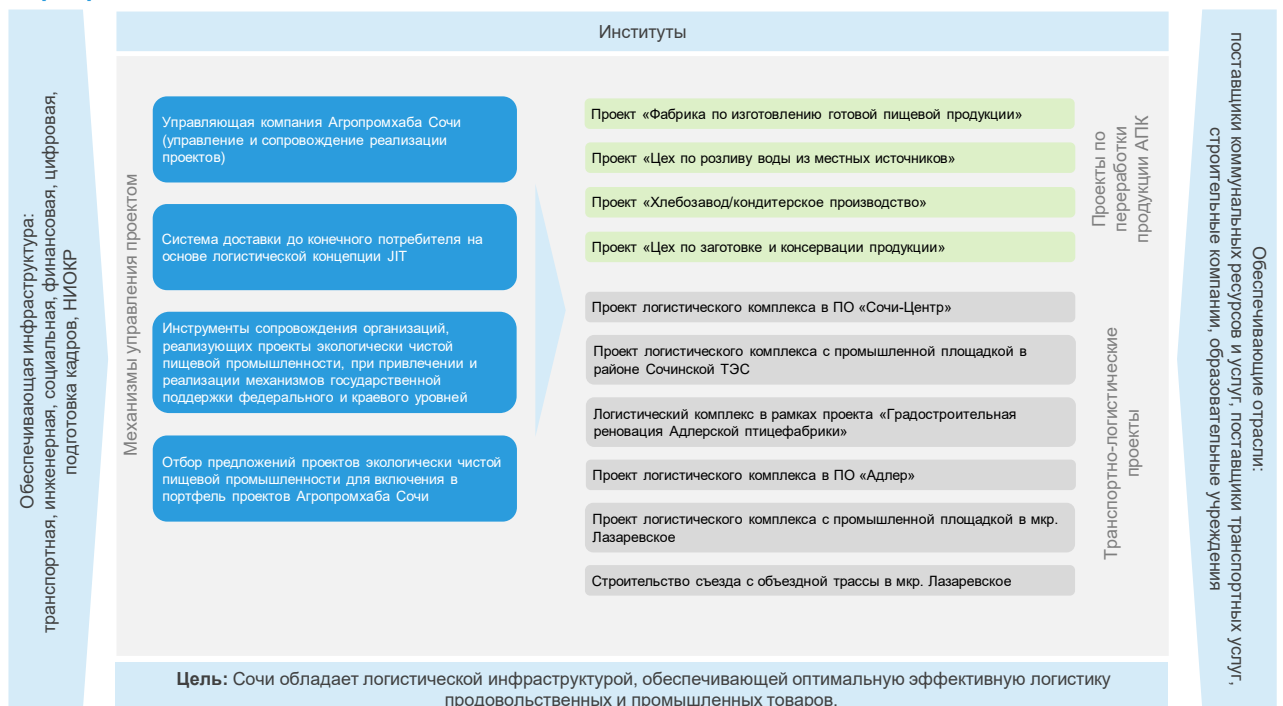 Институты
Обеспечивающая инфраструктура:
транспортная, инженерная, социальная, финансовая, цифровая,
подготовка кадров, НИОКР
Механизмы управления проектом
Управляющая компания Агропромхаба Сочи
(управление и сопровождение реализации
проектов)
Система доставки до конечного потребителя на
основе логистической концепции JIT
Инструменты сопровождения организаций,
реализующих проекты экологически чистой
пищевой промышленности, при привлечении и
реализации механизмов государственной
поддержки федерального и краевого уровней
Отбор предложений проектов экологически чистой
пищевой промышленности для включения в
портфель проектов Агропромхаба Сочи
Проект «Фабрика по изготовлению готовой пищевой продукции»
Проект «Цех по розливу воды из местных источников»
Проект «Хлебозавод/кондитерское производство»
Проект «Цех по заготовке и консервации продукции»
Проекты по
переработки
продукции АПК
Проект логистического комплекса в ПО «Сочи-Центр»
Проект логистического комплекса с промышленной площадкой в
районе Сочинской ТЭС
Логистический комплекс в рамках проекта «Градостроительная
реновация Адлерской птицефабрики»
Проект логистического комплекса в ПО «Адлер»
Проект логистического комплекса с промышленной площадкой в мкр.
Лазаревское
Строительство съезда с объездной трассы в мкр. Лазаревское
Транспортно-логистические
проекты
Обеспечивающие отрасли:
поставщики коммунальных ресурсов и услуг, поставщики транспортных услуг,
строительные компании, образовательные учреждения
Цель: Сочи обладает логистической инфраструктурой, обеспечивающей оптимальную эффективную логистику
продовольственных и промышленных товаров.